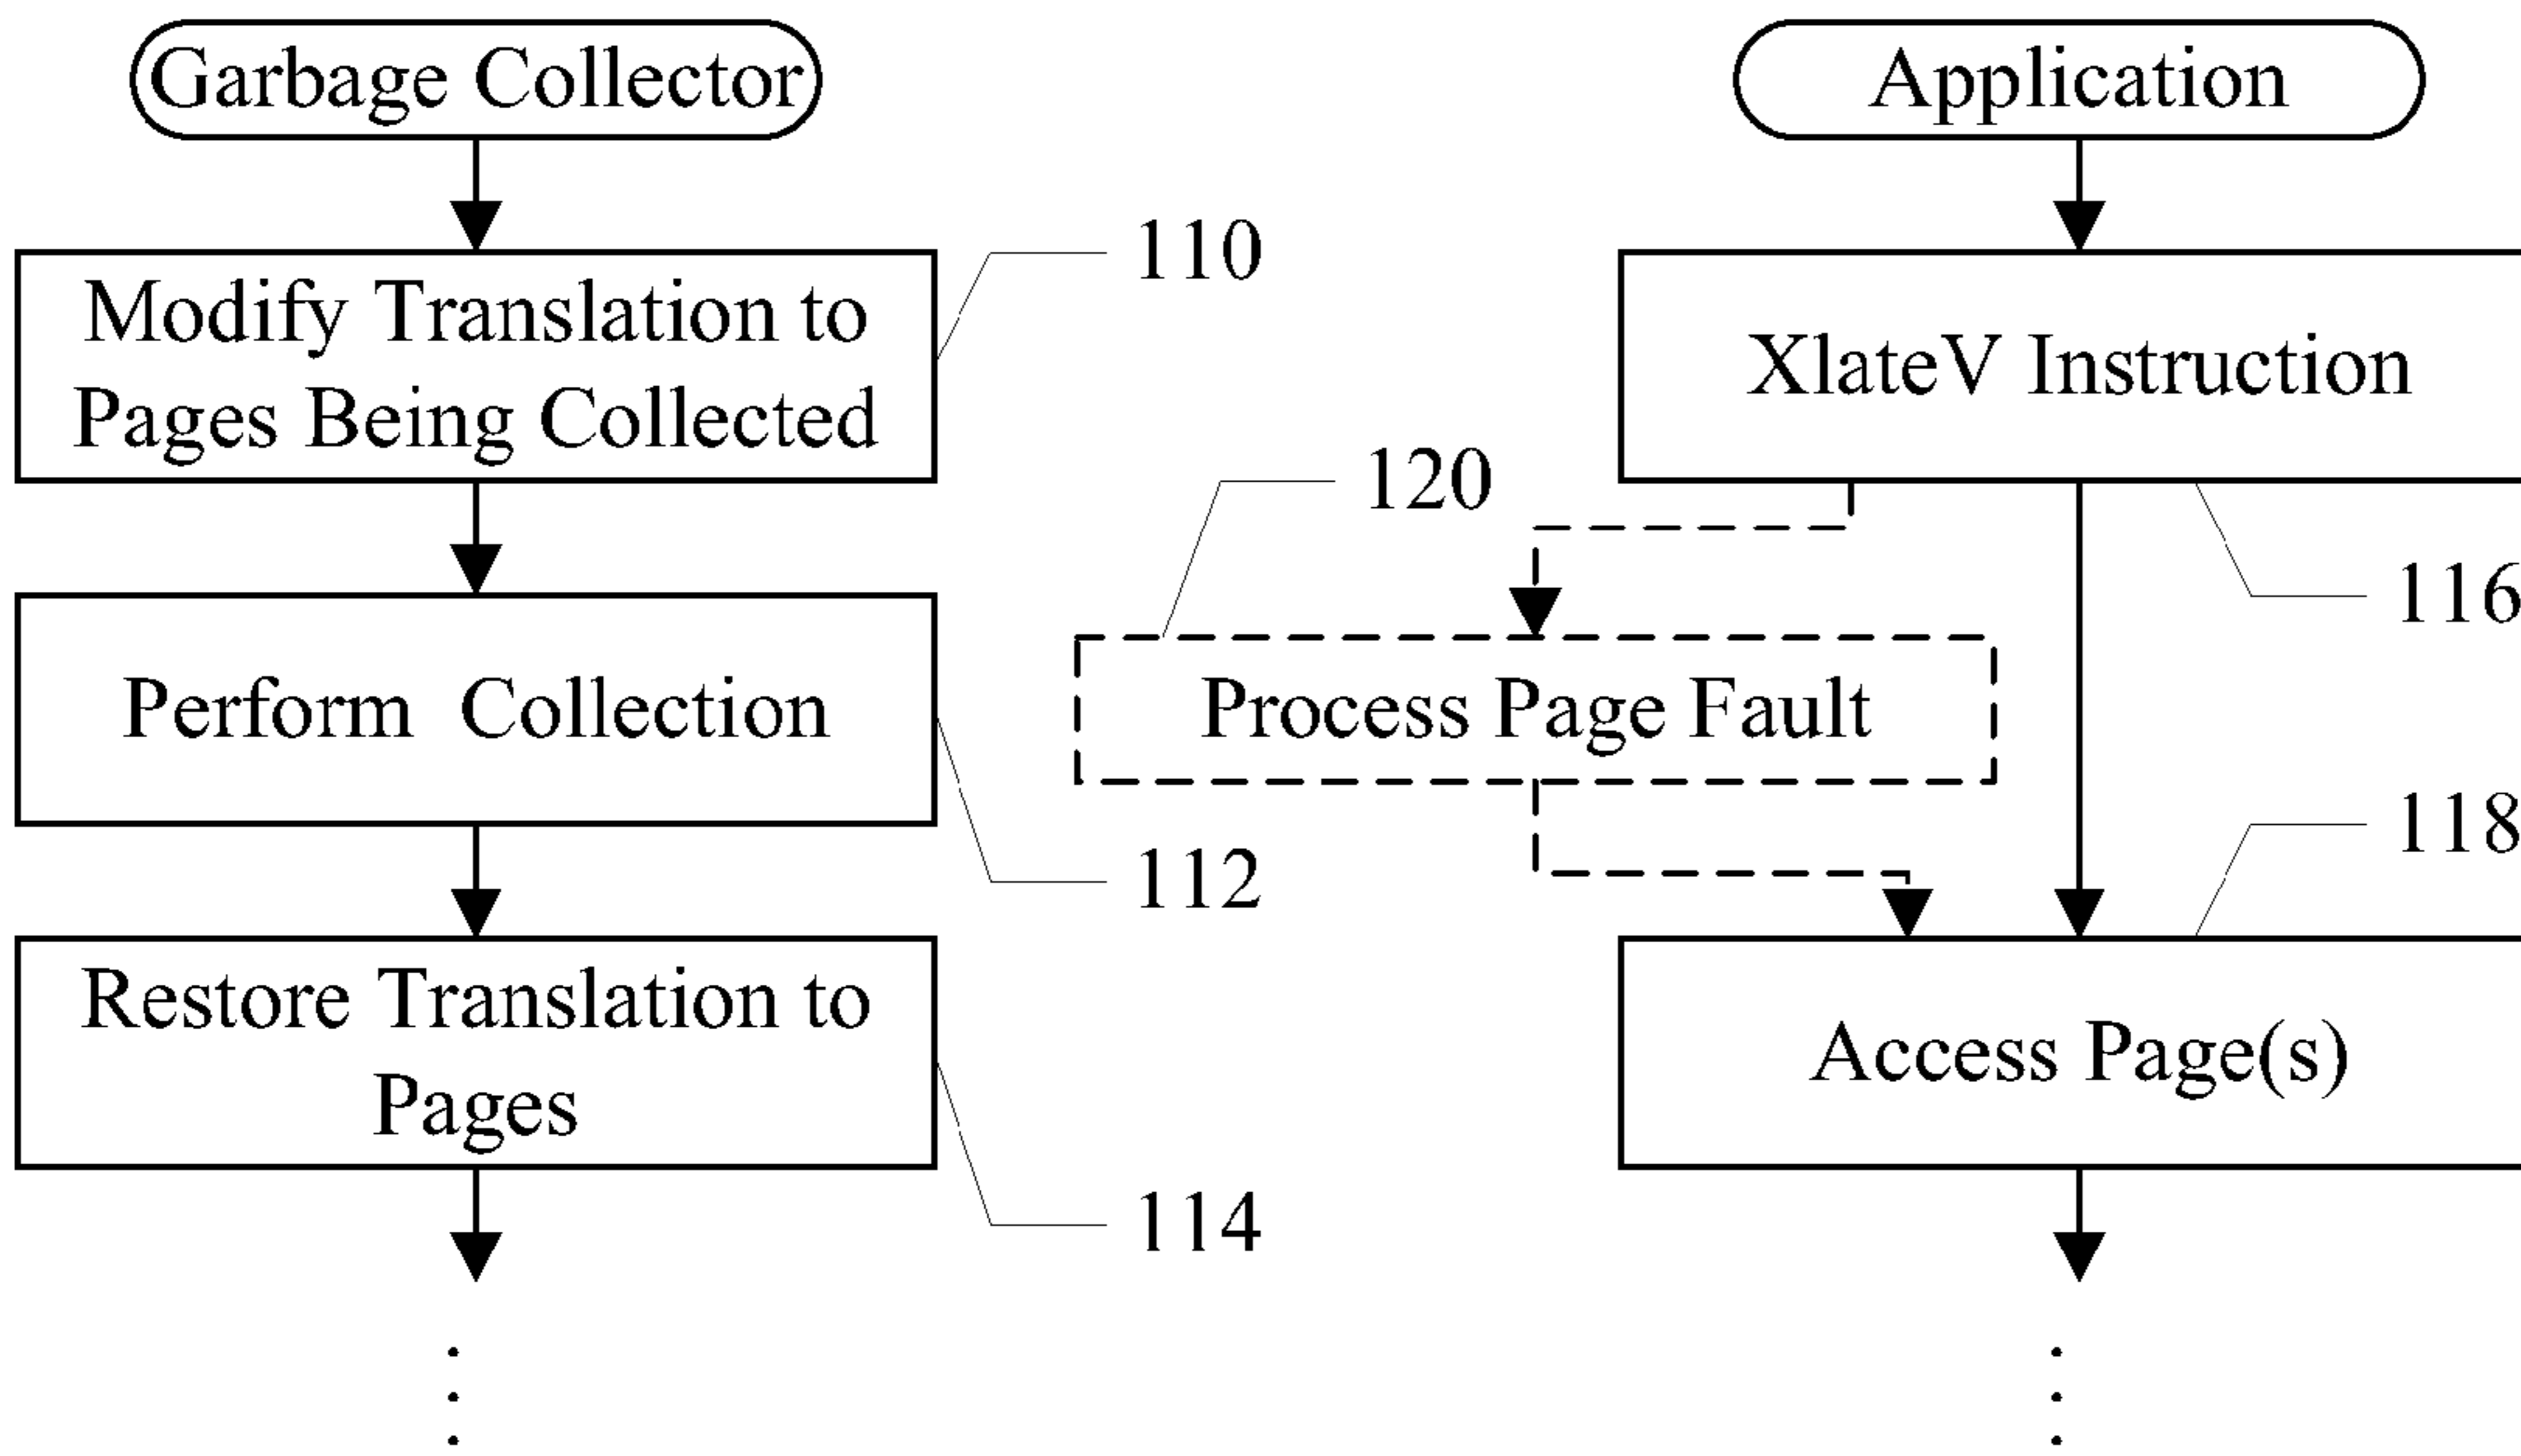 Garbage Collector
Modify Translation to
Pages Being Collected
110
Perform Collection
112
Restore Translation to
Pages
114
Application
XlateV Instruction
116
120
Process Page Fault
118
Access Page(s)